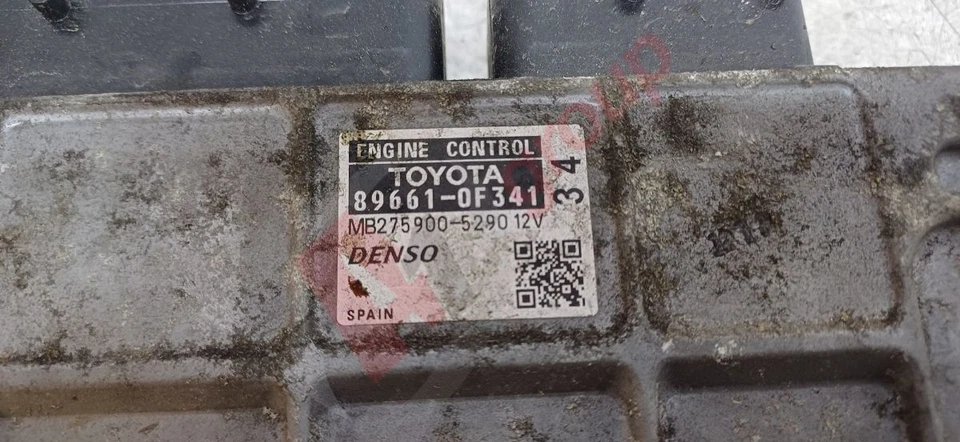 ENGINE CONTROL
TOYOTA
89661-0F341
34
MB275900-5290 12V
DENSO
SPAIN